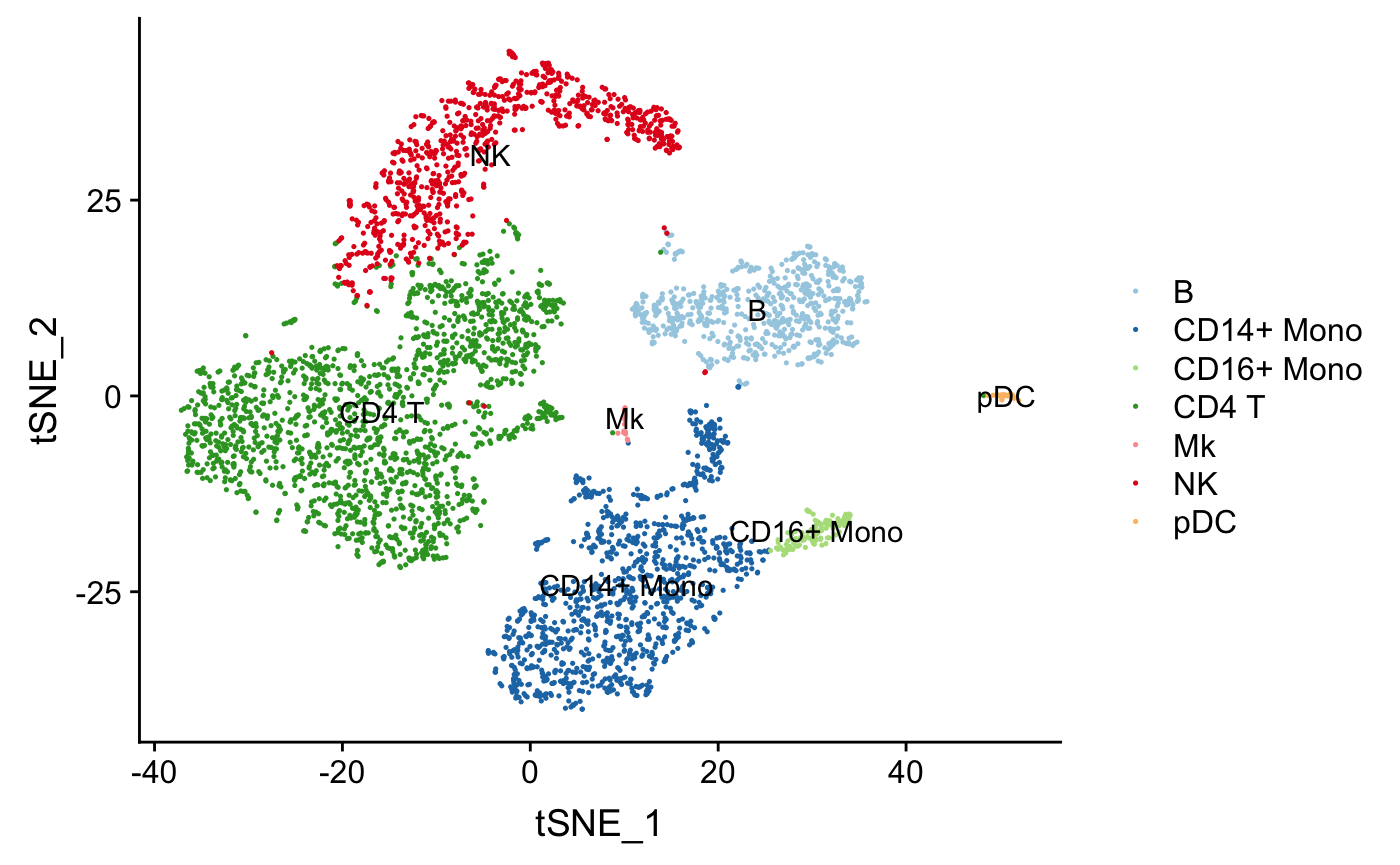 tSNE_2
25
0
-25
-40
-20
0
20
40
tSNE_1
NK
B
pDC
CD4 T
Mk
CD16+ Mono
CD14+ Mono
B
CD14+ Mono
CD16+ Mono
CD4 T
Mk
NK
pDC